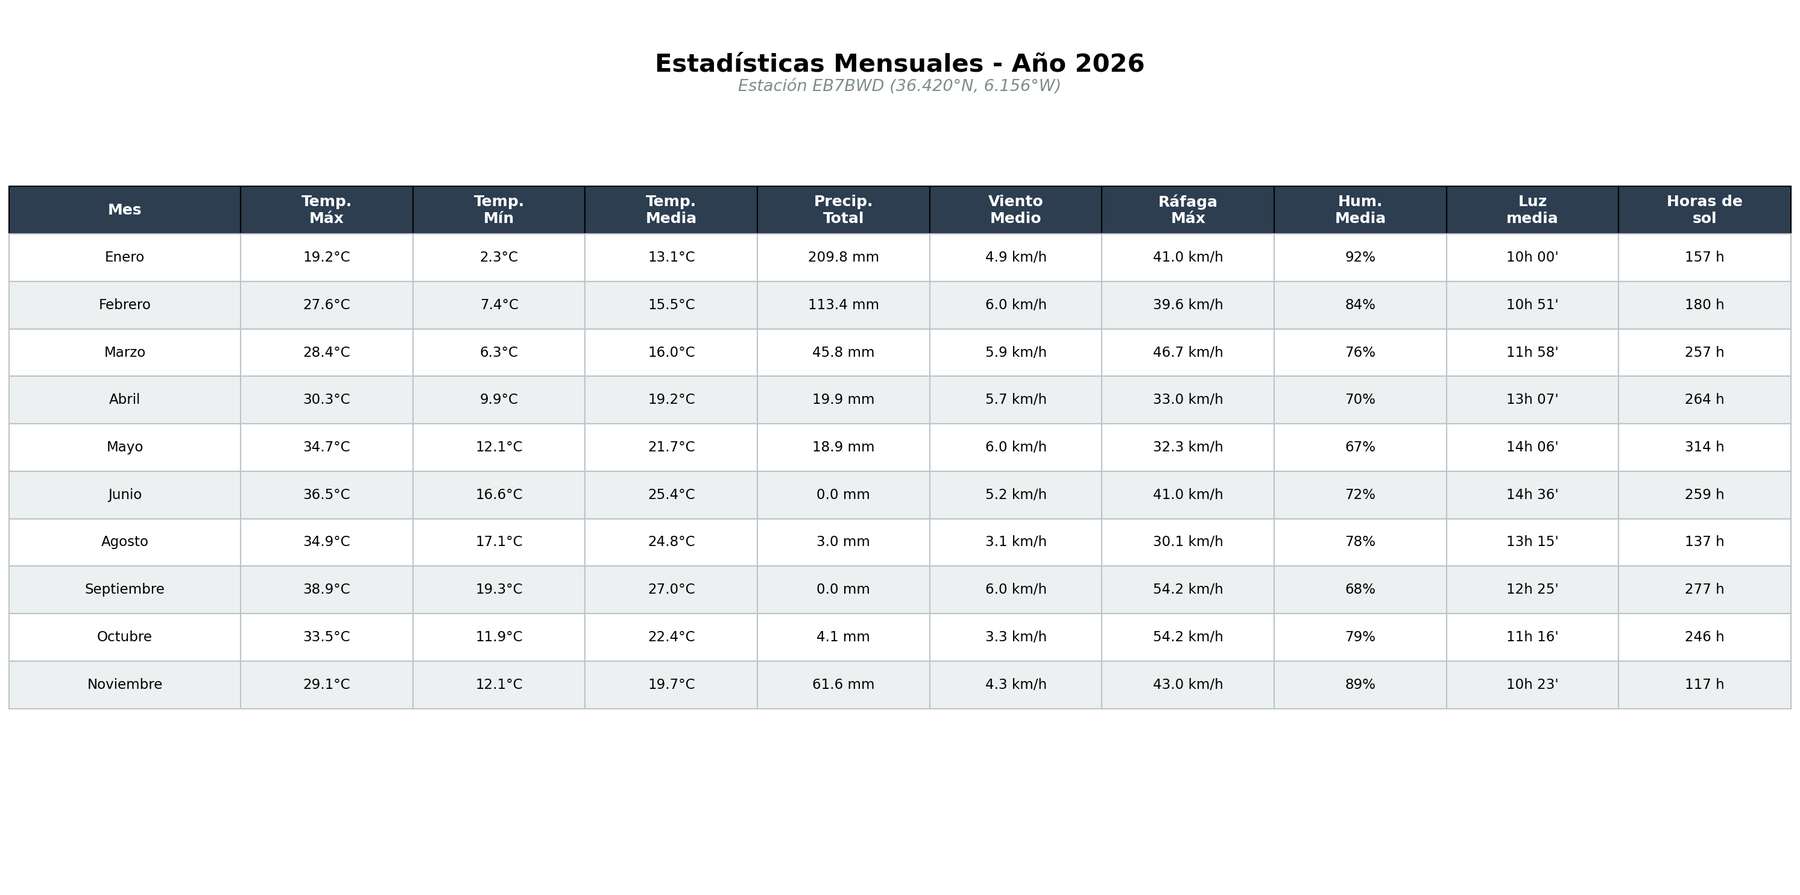 Estadísticas Mensuales - Año 2026
Estación EB7BWD (36.420°N, 6.156°W)
Mes Temp. Máx Temp. Mín Temp. Media Precip. Total Viento Medio Ráfaga Máx Hum. Media Luz media Horas de sol
Enero 19.2°C 2.3°C 13.1°C 209.8 mm 4.9 km/h 41.0 km/h 92% 10h 00' 157 h
Febrero 27.6°C 7.4°C 15.5°C 113.4 mm 6.0 km/h 39.6 km/h 84% 10h 51' 180 h
Marzo 28.4°C 6.3°C 16.0°C 45.8 mm 5.9 km/h 46.7 km/h 76% 11h 58' 257 h
Abril 30.3°C 9.9°C 19.2°C 19.9 mm 5.7 km/h 33.0 km/h 70% 13h 07' 264 h
Mayo 34.7°C 12.1°C 21.7°C 18.9 mm 6.0 km/h 32.3 km/h 67% 14h 06' 314 h
Junio 36.5°C 16.6°C 25.4°C 0.0 mm 5.2 km/h 41.0 km/h 72% 14h 36' 259 h
Agosto 34.9°C 17.1°C 24.8°C 3.0 mm 3.1 km/h 30.1 km/h 78% 13h 15' 137 h
Septiembre 38.9°C 19.3°C 27.0°C 0.0 mm 6.0 km/h 54.2 km/h 68% 12h 25' 277 h
Octubre 33.5°C 11.9°C 22.4°C 4.1 mm 3.3 km/h 54.2 km/h 79% 11h 16' 246 h
Noviembre 29.1°C 12.1°C 19.7°C 61.6 mm 4.3 km/h 43.0 km/h 89% 10h 23' 117 h